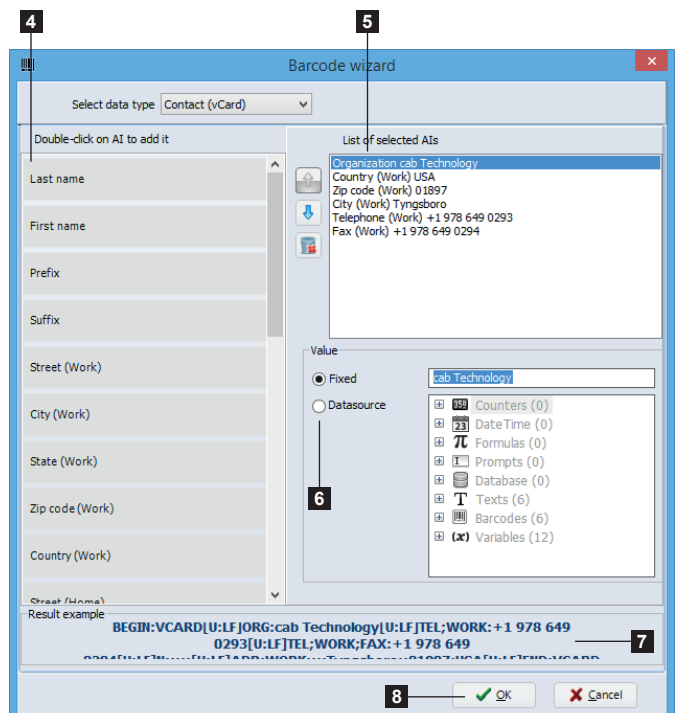 4
5
Barcode wizard
Select data type Contact (vCard)
Double-click on AI to add it
List of selected AIs
Last name
First name
Prefix
Suffix
Street (Work)
City (Work)
State (Work)
Zip code (Work)
Country (Work)
Street (Home)
Organization cab Technology
Country (Work) USA
Zip code (Work) 01897
City (Work) Tyngsboro
Telephone (Work) +1 978 649 0293
Fax (Work) +1 978 649 0294
Value
Fixed
cab Technology
Datasource
Counters (0)
23 DateTime (0)
π Formulas (0)
Prompts (0)
Database (0)
T Texts (6)
Barcodes (6)
(x) Variables (12)
6
Result example
BEGIN:VCARD[U:LF]ORG:cab Technology[U:LF]TEL;WORK:+1 978 649
0293[U:LF]TEL;WORK;FAX:+1 978 649
7
8
OK
Cancel